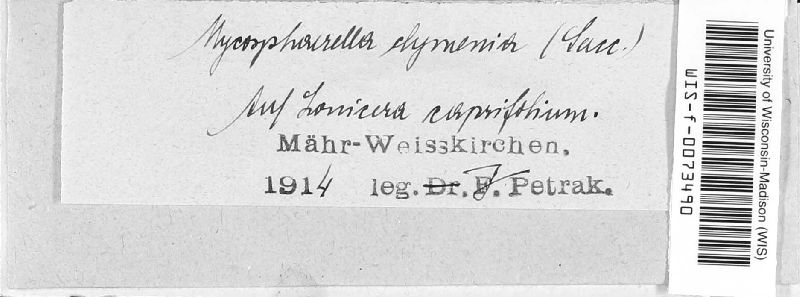 Mycosphaerella clymenia (Sacc.)
Auf Lonicera caprifolium.
Mähr-Weisskirchen.
1914 leg. Dr. F. Petrak.
University of Wisconsin-Madison (WIS)
WIS-f-0073490